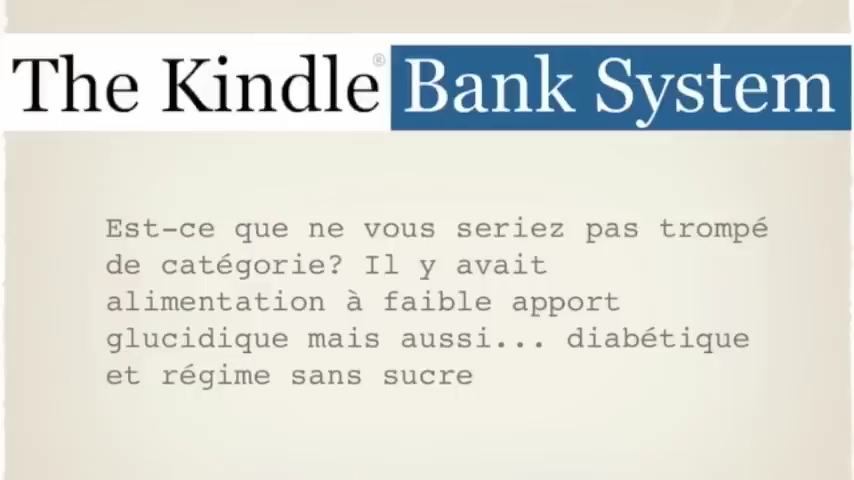 The Kindle® Bank System
Est-ce que ne vous seriez pas trompé
de catégorie? Il y avait
alimentation à faible apport
glucidique mais aussi... diabétique
et régime sans sucre